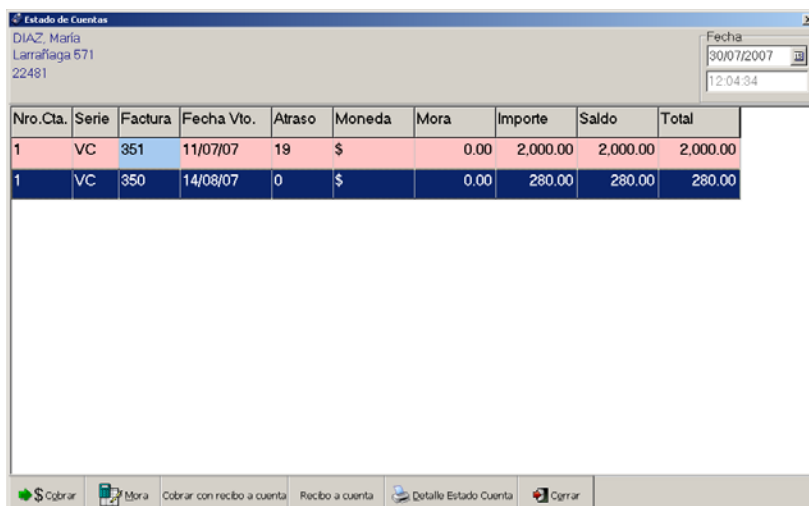 Estado de Cuentas
DIAZ, María
Larrañaga 571
22481
Fecha
30/07/2007
12:04:34
Nro.Cta. Serie Factura Fecha Vto. Atraso Moneda Mora Importe Saldo Total
1 VC 351 11/07/07 19 $ 0.00 2,000.00 2,000.00 2,000.00
1 VC 350 14/08/07 0 $ 0.00 280.00 280.00 280.00
$ Cobrar Mora Cobrar con recibo a cuenta Recibo a cuenta Detalle Estado Cuenta Cerrar